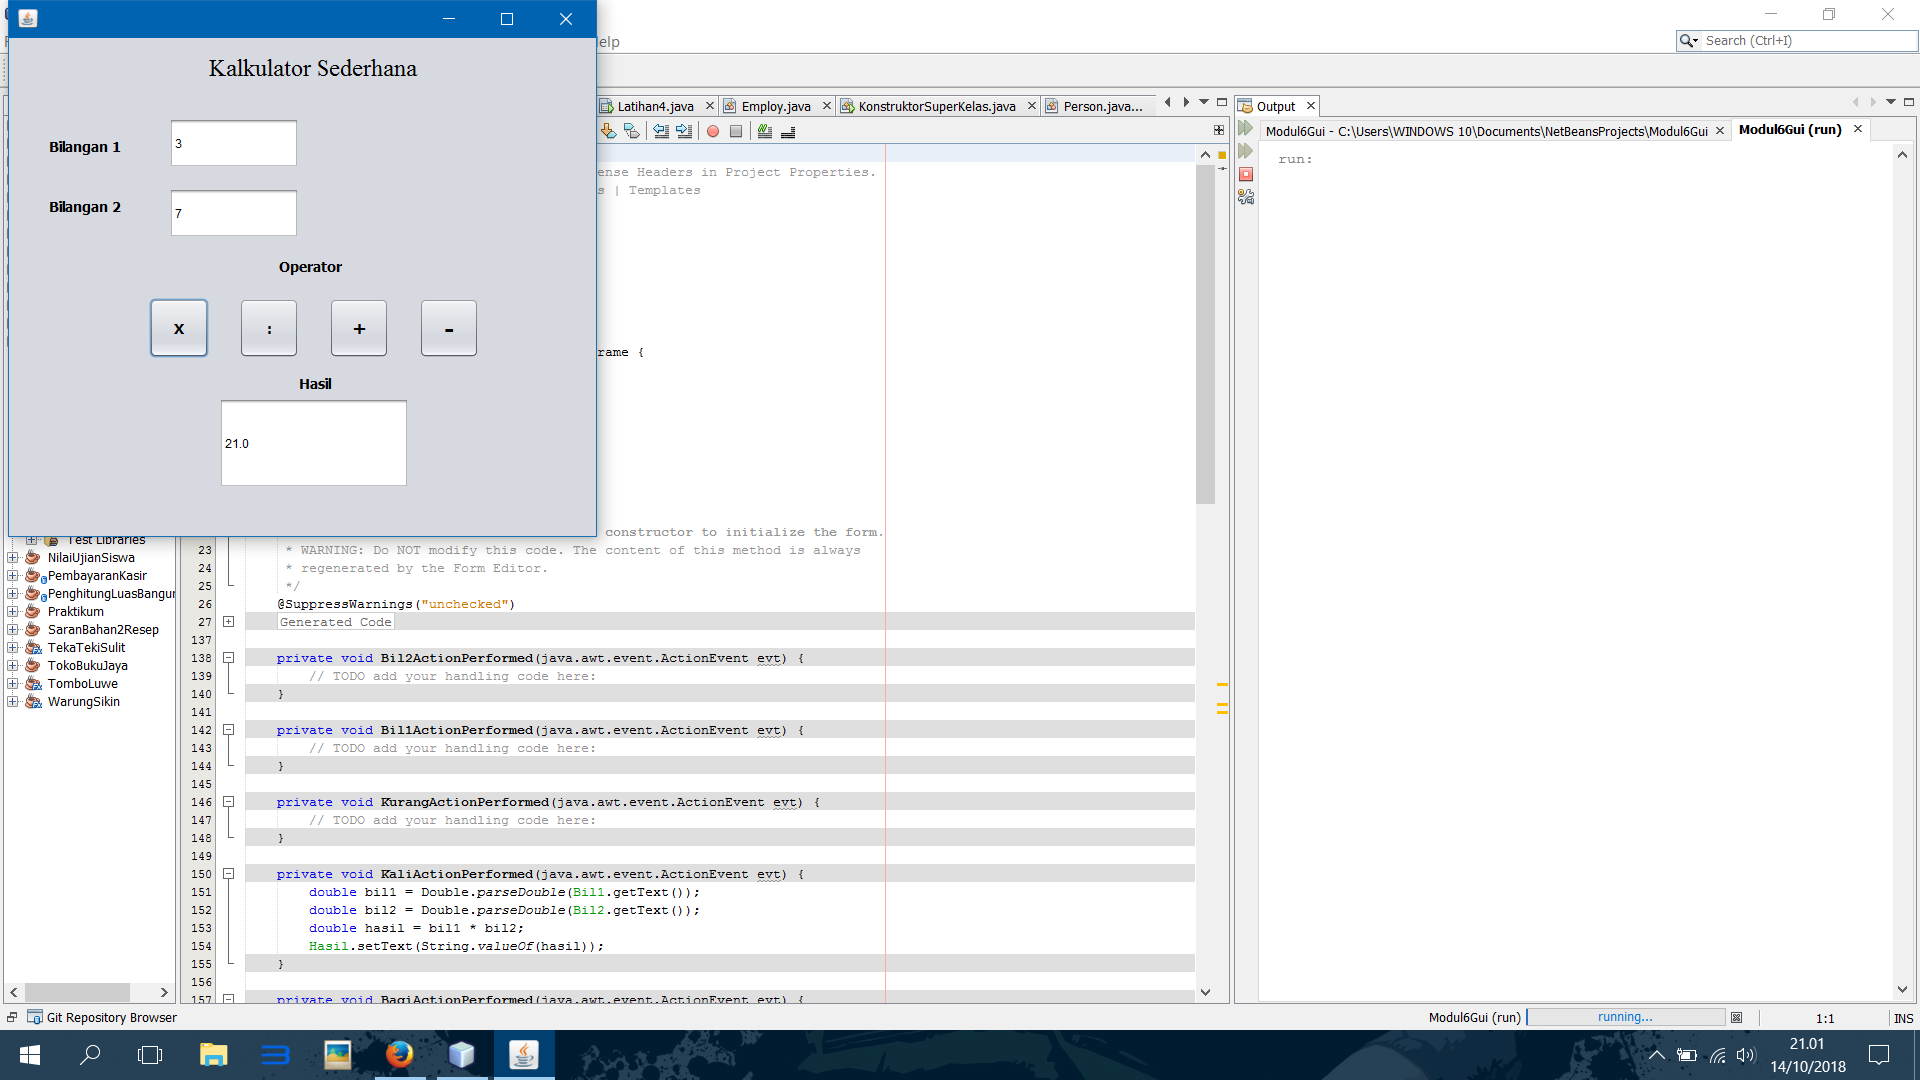 elp
Search (Ctrl+I)
Kalkulator Sederhana
Bilangan 1
3
Bilangan 2
7
Operator
x
:
+
-
Hasil
21.0
Latihan4.java
Employ.java
KonstruktorSuperKelas.java
Person.java...
Output
Modul6Gui - C:\Users\WINDOWS 10\Documents\NetBeansProjects\Modul6Gui
Modul6Gui (run)
run:
ense Headers in Project Properties.
s | Templates
rame {
constructor to initialize the form.
23 * WARNING: Do NOT modify this code. The content of this method is always
24 * regenerated by the Form Editor.
25 */
26 @SuppressWarnings("unchecked")
27 Generated Code
137
138 private void Bil2ActionPerformed(java.awt.event.ActionEvent evt) {
139 // TODO add your handling code here:
140 }
141
142 private void Bil1ActionPerformed(java.awt.event.ActionEvent evt) {
143 // TODO add your handling code here:
144 }
145
146 private void KurangActionPerformed(java.awt.event.ActionEvent evt) {
147 // TODO add your handling code here:
148 }
149
150 private void KaliActionPerformed(java.awt.event.ActionEvent evt) {
151 double bil1 = Double.parseDouble(Bil1.getText());
152 double bil2 = Double.parseDouble(Bil2.getText());
153 double hasil = bil1 * bil2;
154 Hasil.setText(String.valueOf(hasil));
155 }
156
157 private void BagiActionPerformed(java.awt.event.ActionEvent evt) {
Test Libraries
NilaiUjianSiswa
PembayaranKasir
PenghitungLuasBangun
Praktikum
SaranBahan2Resep
TekaTekiSulit
TokoBukuJaya
TomboLuwe
WarungSikin
Git Repository Browser
Modul6Gui (run)
running...
1:1
INS
21.01
14/10/2018